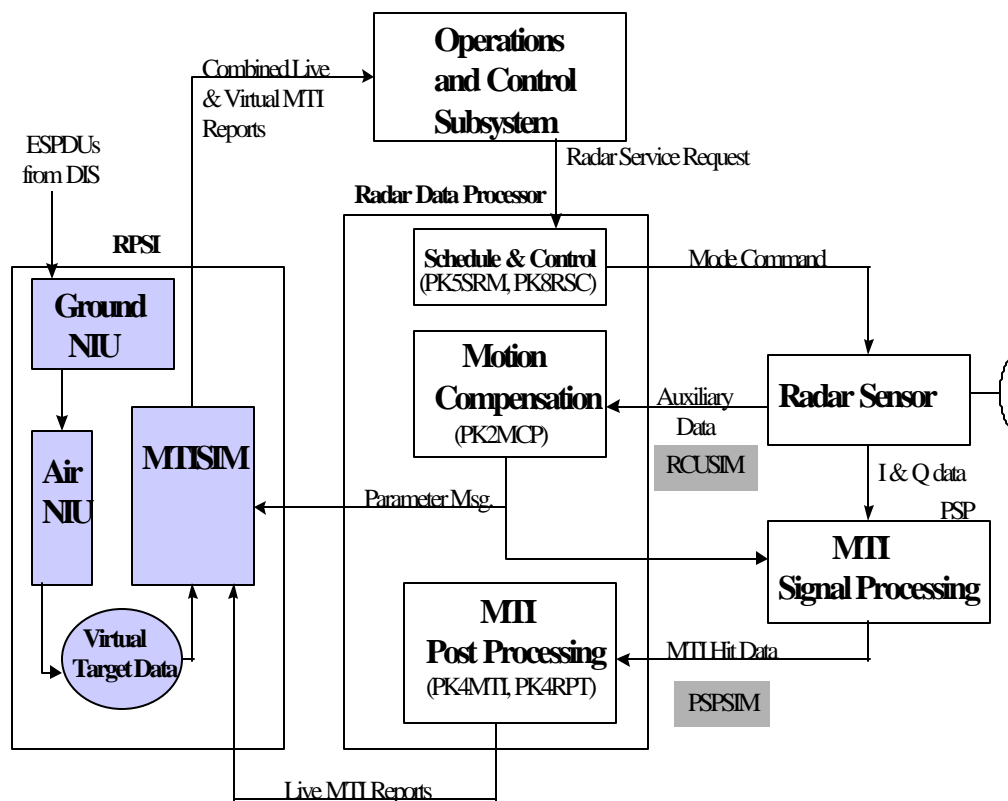 Operations
and Control
Subsystem
Combined Live
& Virtual MTI
Reports
ESPDUs
from DIS
Radar Service Request
Radar Data Processor
RPSI
Schedule & Control
(PK5SRM, PK8RSC)
Mode Command
Ground
NIU
Motion
Compensation
(PK2MCP)
Auxiliary
Data
RCUSIM
Radar Sensor
MTISIM
Air
NIU
I & Q data
PSP
Parameter Msg.
MTI
Signal Processing
MTI
Post Processing
(PK4MTI, PK4RPT)
MTI Hit Data
PSPSIM
Virtual
Target Data
Live MTI Reports